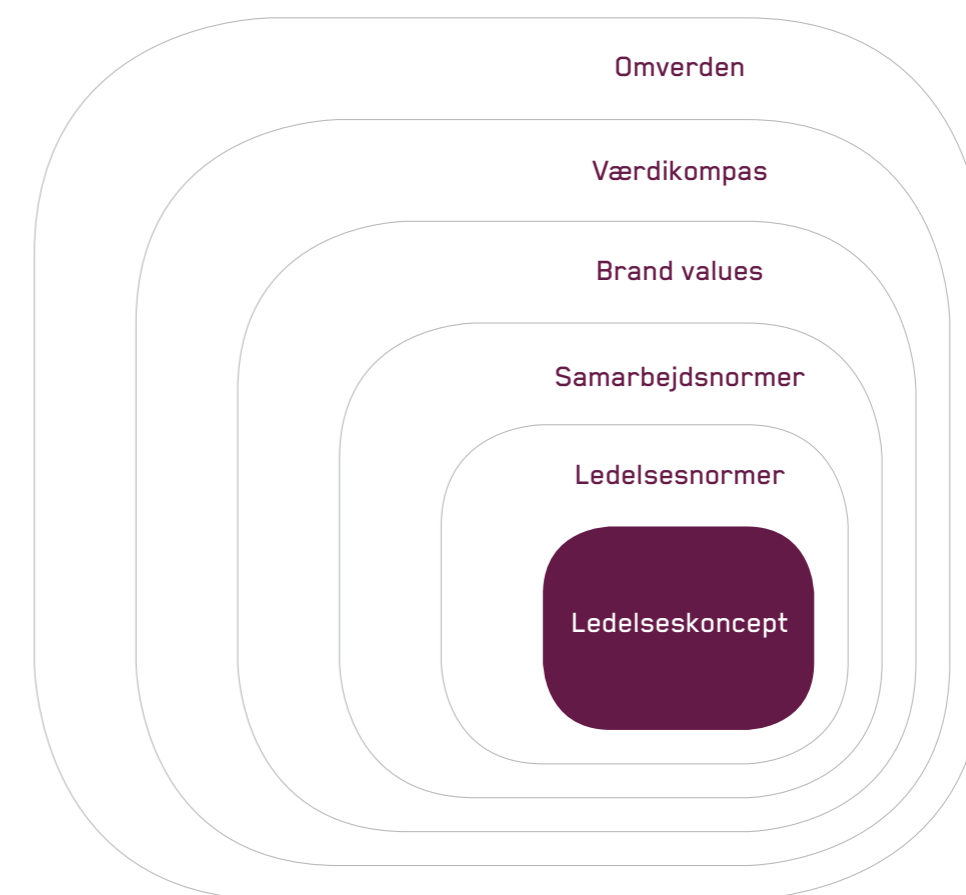 Omverden
Værdikompas
Brand values
Samarbejdsnormer
Ledelsesnormer
Ledelseskoncept